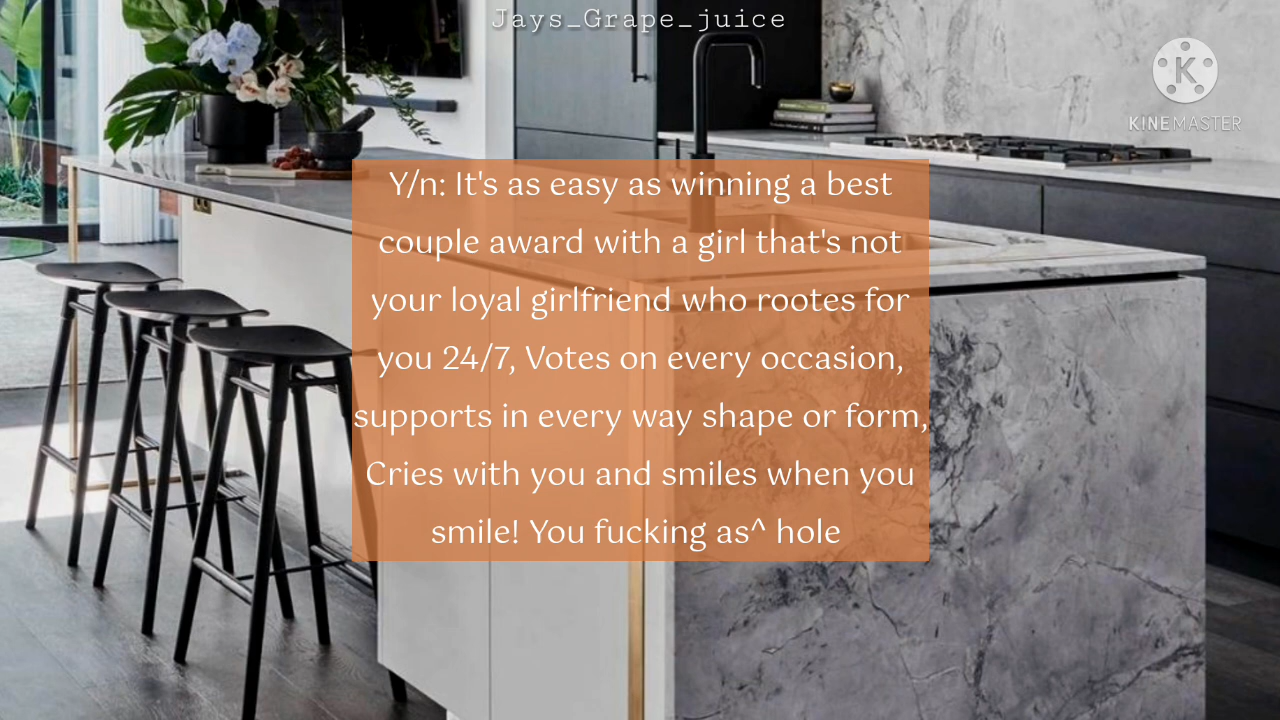 Jays_Grape_juice
K
KINEMASTER
Y/n: It's as easy as winning a best
couple award with a girl that's not
your loyal girlfriend who rootes for
you 24/7, Votes on every occasion,
supports in every way shape or form,
Cries with you and smiles when you
smile! You fucking as^ hole